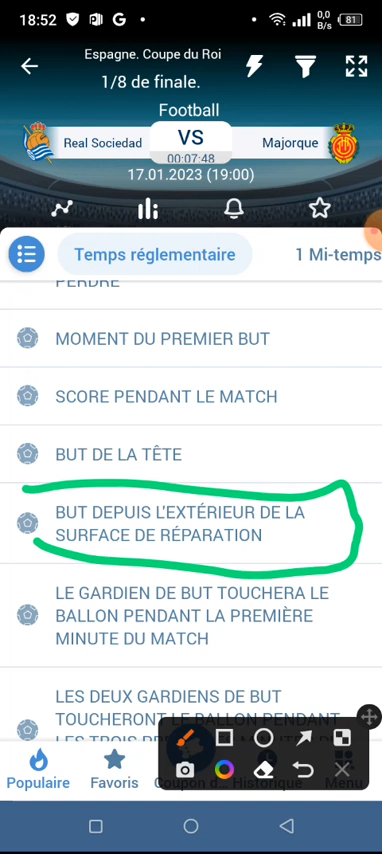 18:52
G
0,0
B/s
81
Espagne. Coupe du Roi
1/8 de finale.
Football
Real Sociedad
VS
Majorque
00:07:48
17.01.2023 (19:00)
Temps réglementaire
1 Mi-temps
PERDRE
MOMENT DU PREMIER BUT
SCORE PENDANT LE MATCH
BUT DE LA TÊTE
BUT DEPUIS L'EXTÉRIEUR DE LA
SURFACE DE RÉPARATION
LE GARDIEN DE BUT TOUCHERA LE
BALLON PENDANT LA PREMIÈRE
MINUTE DU MATCH
LES DEUX GARDIENS DE BUT
TOUCHERONT LE BALLON PENDANT
Populaire
Favoris
Coupon d...
Historique
Menu